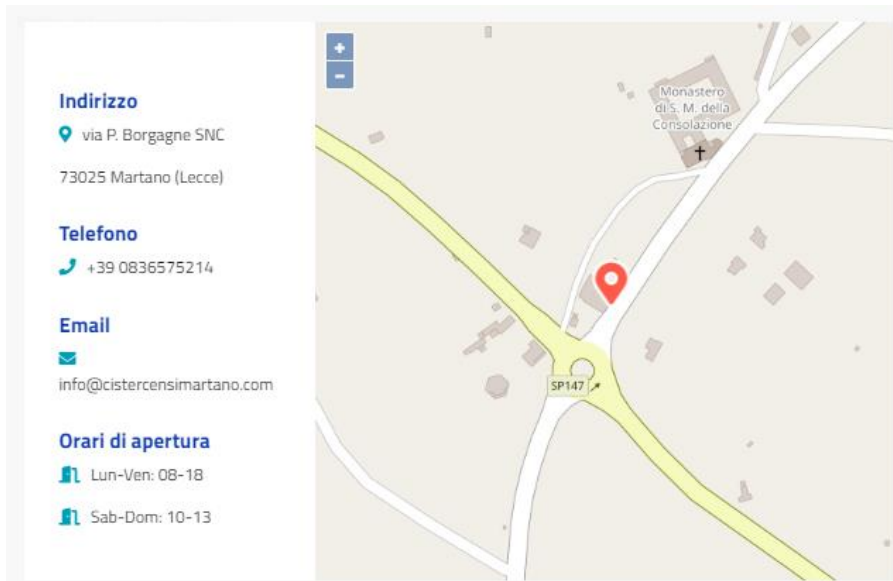 Indirizzo
via P. Borgagne SNC
73025 Martano (Lecce)
Telefono
+39 0836575214
Email
info@cistercensimartano.com
Orari di apertura
Lun-Ven: 08-18
Sab-Dom: 10-13
+
−
Monastero
di S. M. della
Consolazione
SP147